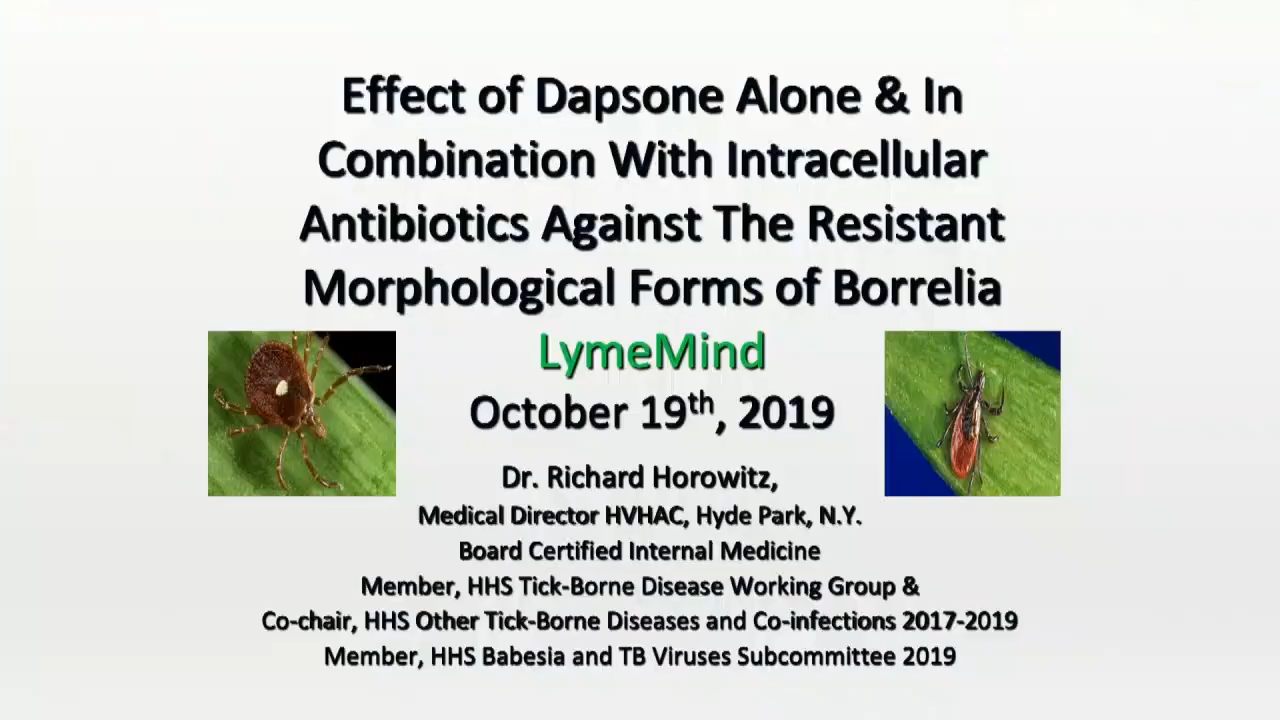 Effect of Dapsone Alone & In
Combination With Intracellular
Antibiotics Against The Resistant
Morphological Forms of Borrelia
LymeMind
October 19th, 2019
Dr. Richard Horowitz,
Medical Director HVHAC, Hyde Park, N.Y.
Board Certified Internal Medicine
Member, HHS Tick-Borne Disease Working Group &
Co-chair, HHS Other Tick-Borne Diseases and Co-infections 2017-2019
Member, HHS Babesia and TB Viruses Subcommittee 2019